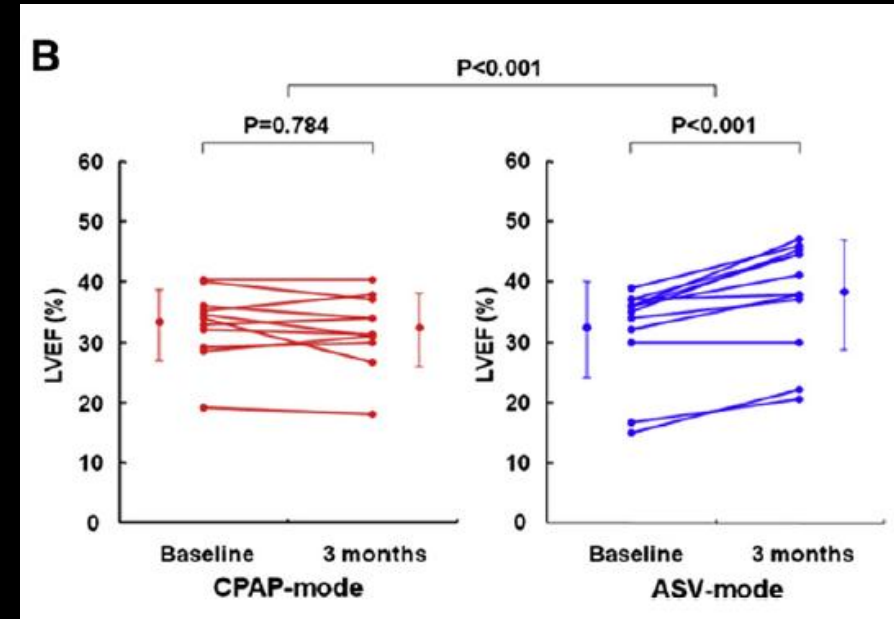 B
P<0.001
P=0.784
P<0.001
60
50
40
30
20
10
0
LVEF (%)
Baseline
3 months
CPAP-mode
60
50
40
30
20
10
0
LVEF (%)
Baseline
3 months
ASV-mode